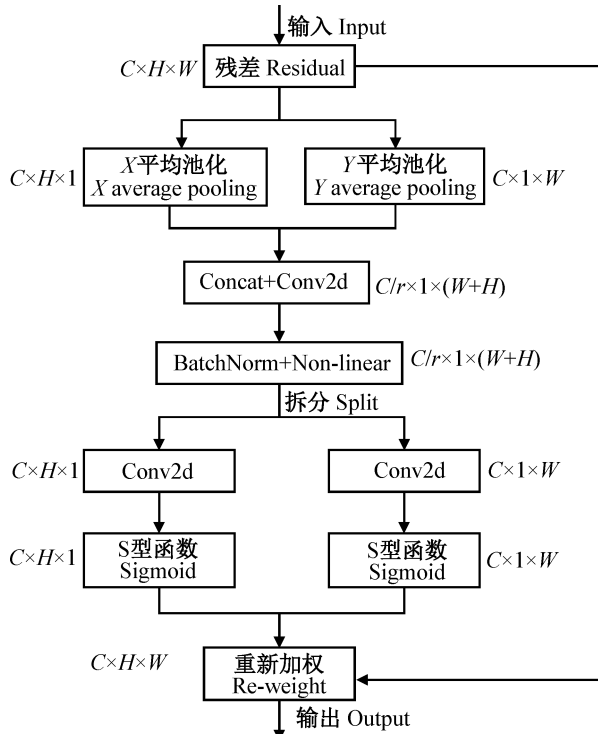 输入 Input
C×H×W
残差 Residual
C×H×1
X平均池化
X average pooling
Y平均池化
Y average pooling
C×1×W
Concat+Conv2d
C/r×1×(W+H)
BatchNorm+Non-linear
C/r×1×(W+H)
拆分 Split
C×H×1
Conv2d
Conv2d
C×1×W
C×H×1
S型函数
Sigmoid
S型函数
Sigmoid
C×1×W
C×H×W
重新加权
Re-weight
输出 Output